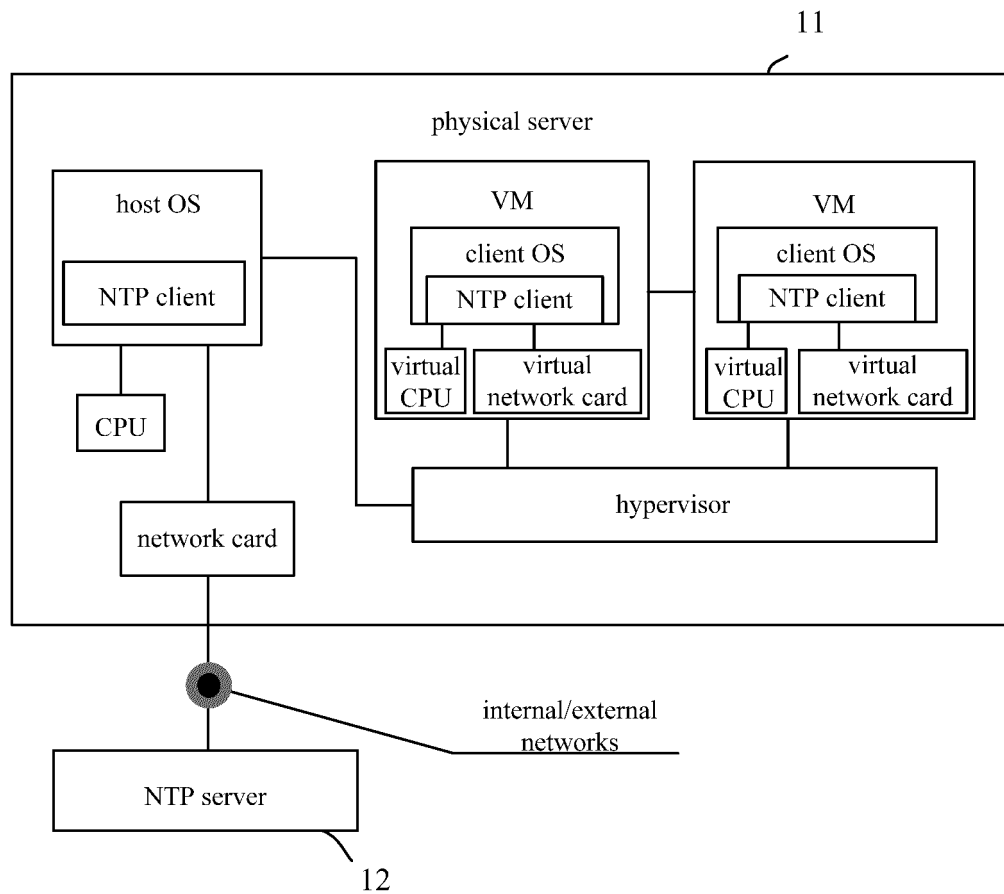 11
physical server
host OS
NTP client
CPU
network card
VM
client OS
NTP client
virtual
CPU
virtual
network card
VM
client OS
NTP client
virtual
CPU
virtual
network card
hypervisor
internal/external
networks
NTP server
12